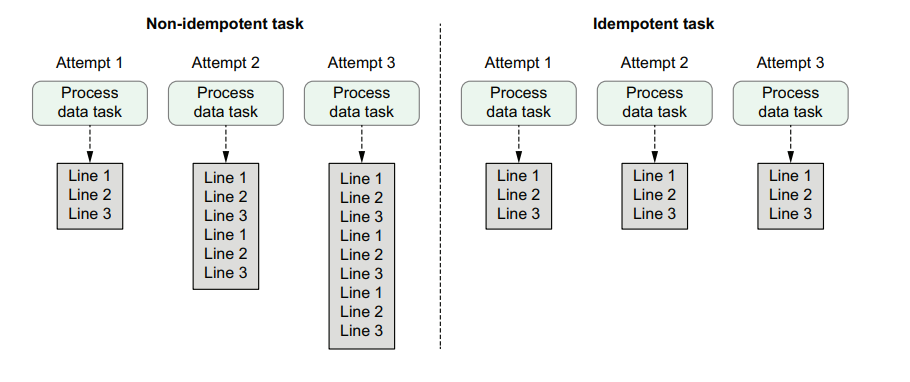 Non-idempotent task
Attempt 1
Process
data task
Line 1
Line 2
Line 3
Attempt 2
Process
data task
Line 1
Line 2
Line 3
Line 1
Line 2
Line 3
Attempt 3
Process
data task
Line 1
Line 2
Line 3
Line 1
Line 2
Line 3
Line 1
Line 2
Line 3
Idempotent task
Attempt 1
Process
data task
Line 1
Line 2
Line 3
Attempt 2
Process
data task
Line 1
Line 2
Line 3
Attempt 3
Process
data task
Line 1
Line 2
Line 3